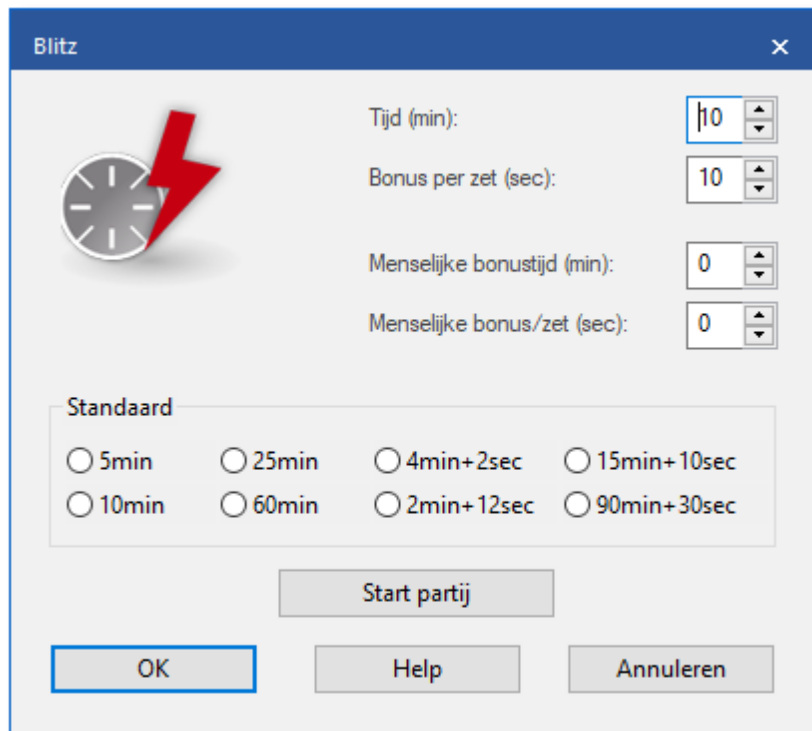 Blitz
Tijd (min): 10
Bonus per zet (sec): 10
Menselijke bonustijd (min): 0
Menselijke bonus/zet (sec): 0
Standaard
5min 25min 4min+2sec 15min+10sec
10min 60min 2min+12sec 90min+30sec
Start partij
OK Help Annuleren